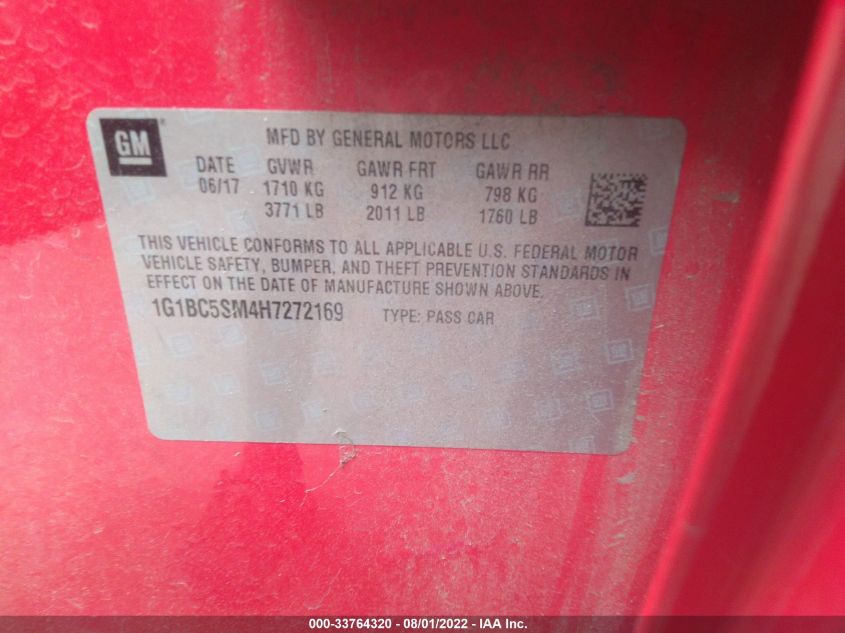 GM® MFD BY GENERAL MOTORS LLC
DATE GVWR GAWR FRT GAWR RR
06/17 1710 KG 912 KG 798 KG
3771 LB 2011 LB 1760 LB
THIS VEHICLE CONFORMS TO ALL APPLICABLE U.S. FEDERAL MOTOR
VEHICLE SAFETY, BUMPER, AND THEFT PREVENTION STANDARDS IN
EFFECT ON THE DATE OF MANUFACTURE SHOWN ABOVE.
1G1BC5SM4H7272169 TYPE: PASS CAR
000-33764320 - 08/01/2022 - IAA Inc.